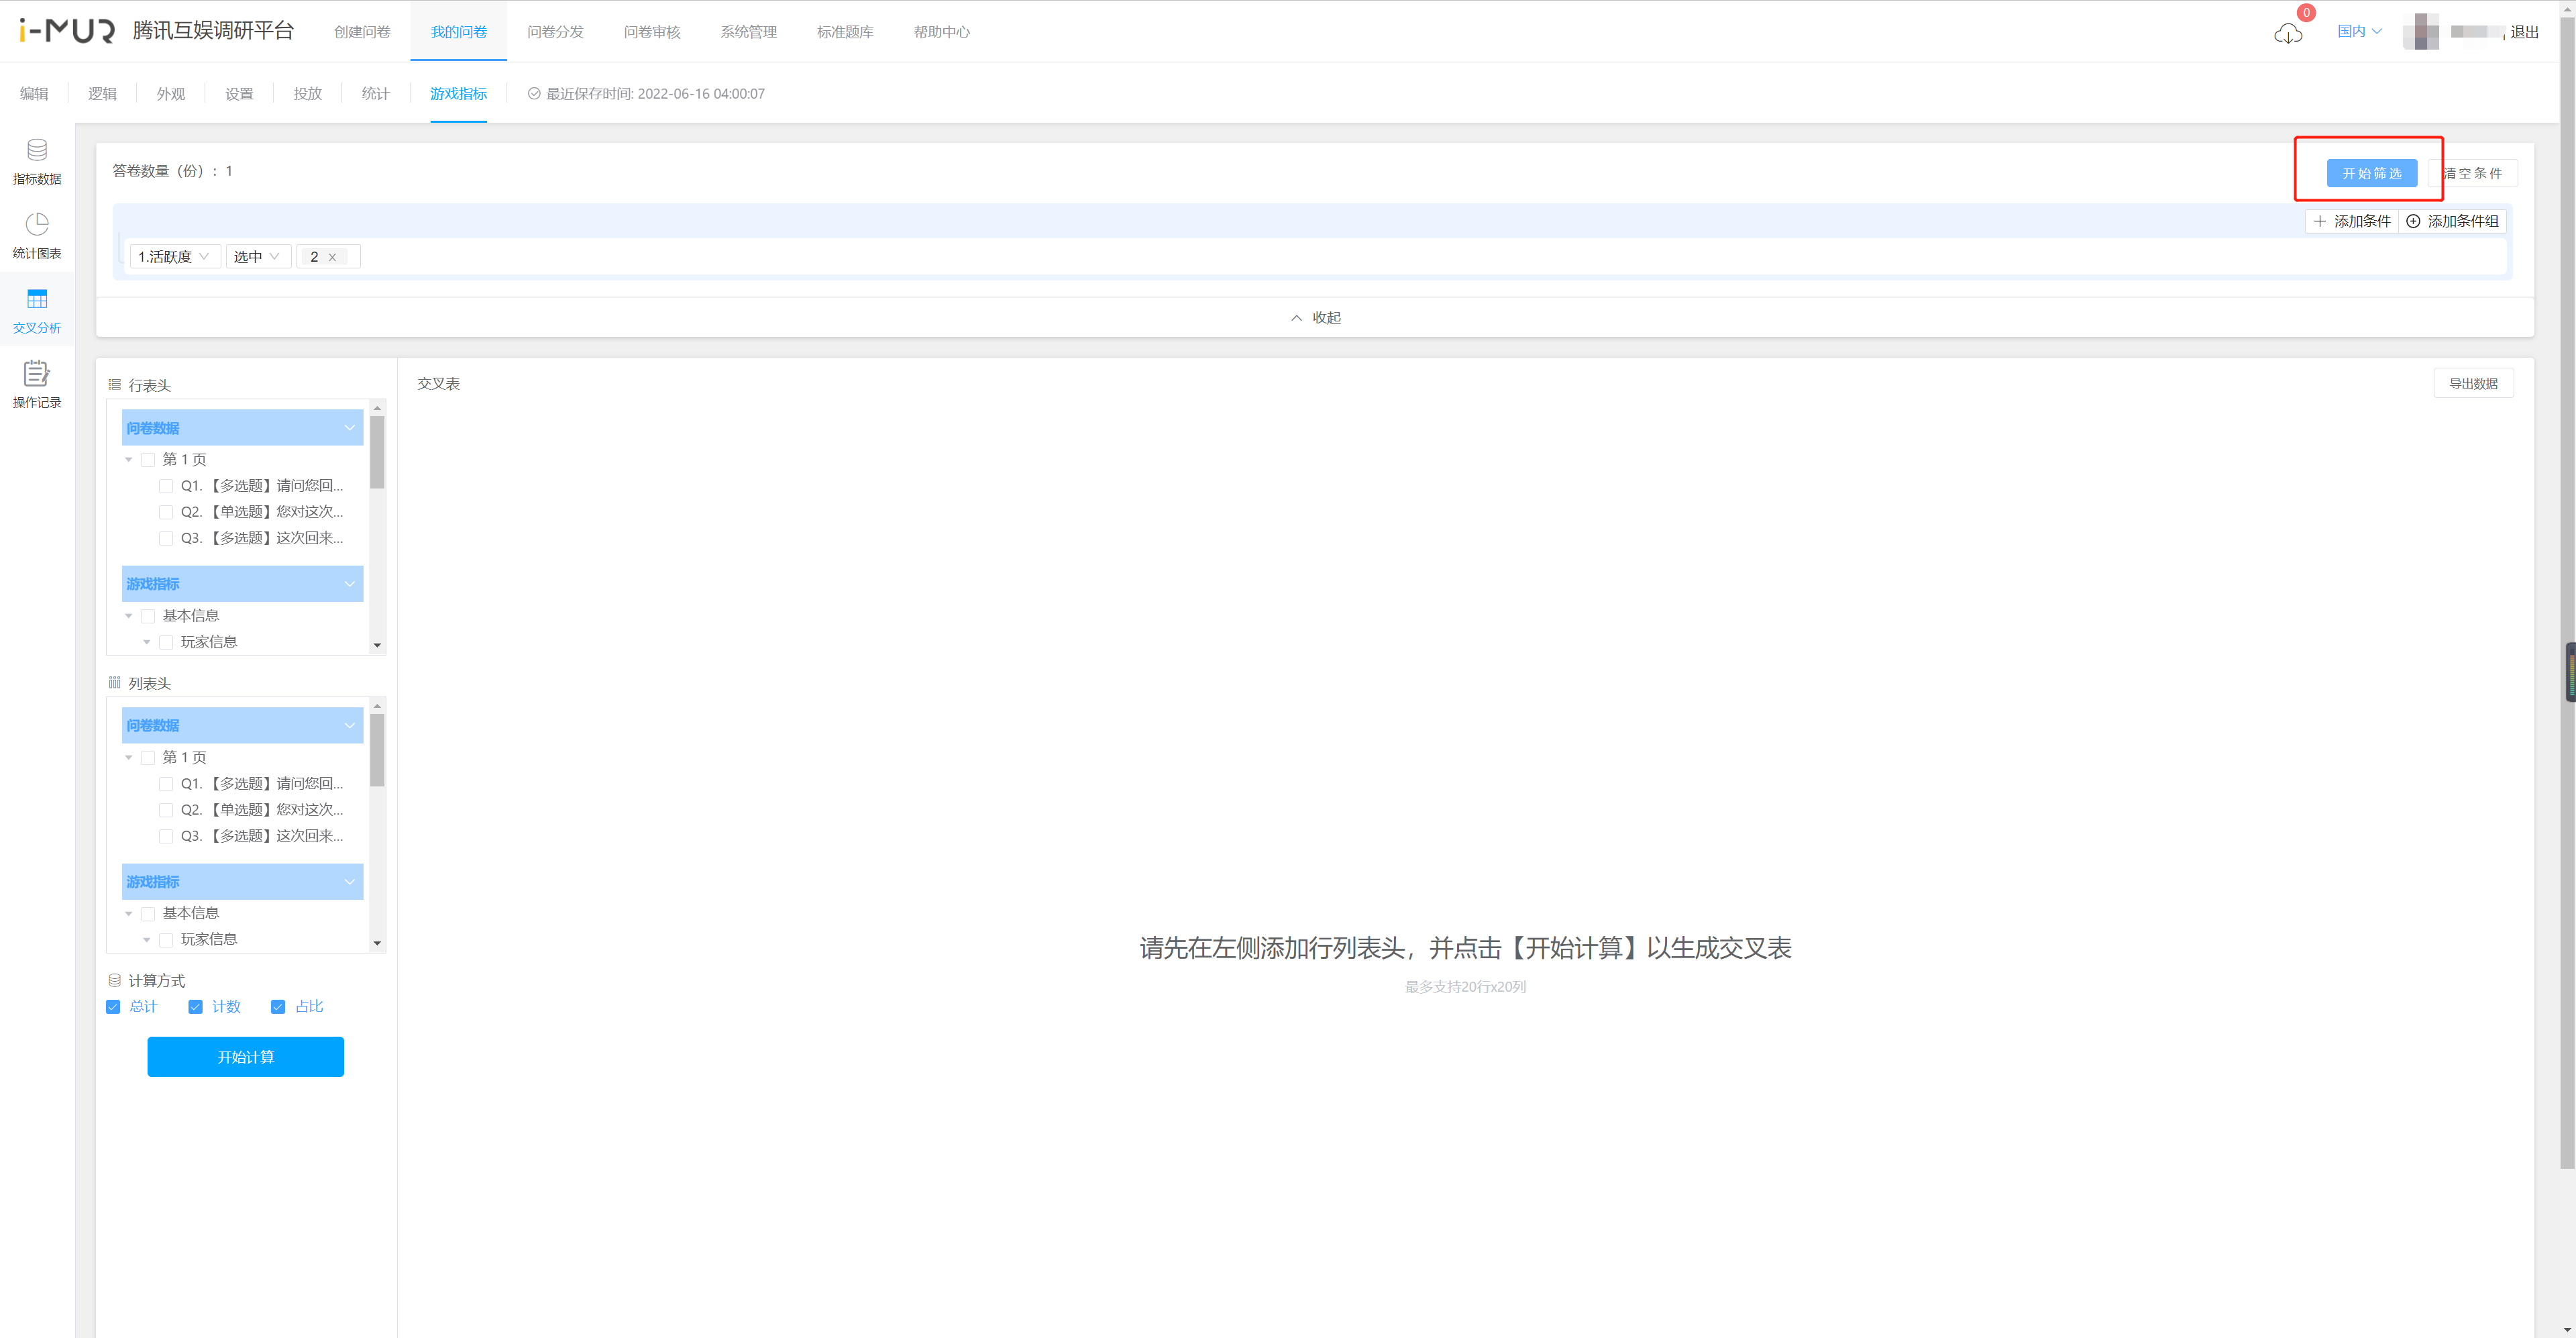 i-MUR 腾讯互娱调研平台 创建问卷 我的问卷 问卷分发 问卷审核 系统管理 标准题库 帮助中心 0 国内 退出
编辑 逻辑 外观 设置 投放 统计 游戏指标 最近保存时间: 2022-06-16 04:00:07
指标数据
统计图表
交叉分析
操作记录
答卷数量（份）：1 开始筛选 清空条件
添加条件 添加条件组
1.活跃度 选中 2 x
收起
行表头
问卷数据
第 1 页
Q1. 【多选题】请问您回...
Q2. 【单选题】您对这次...
Q3. 【多选题】这次回来...
游戏指标
基本信息
玩家信息
列表头
问卷数据
第 1 页
Q1. 【多选题】请问您回...
Q2. 【单选题】您对这次...
Q3. 【多选题】这次回来...
游戏指标
基本信息
玩家信息
计算方式
总计 计数 占比
开始计算
交叉表 导出数据
请先在左侧添加行列表头，并点击【开始计算】以生成交叉表
最多支持20行x20列